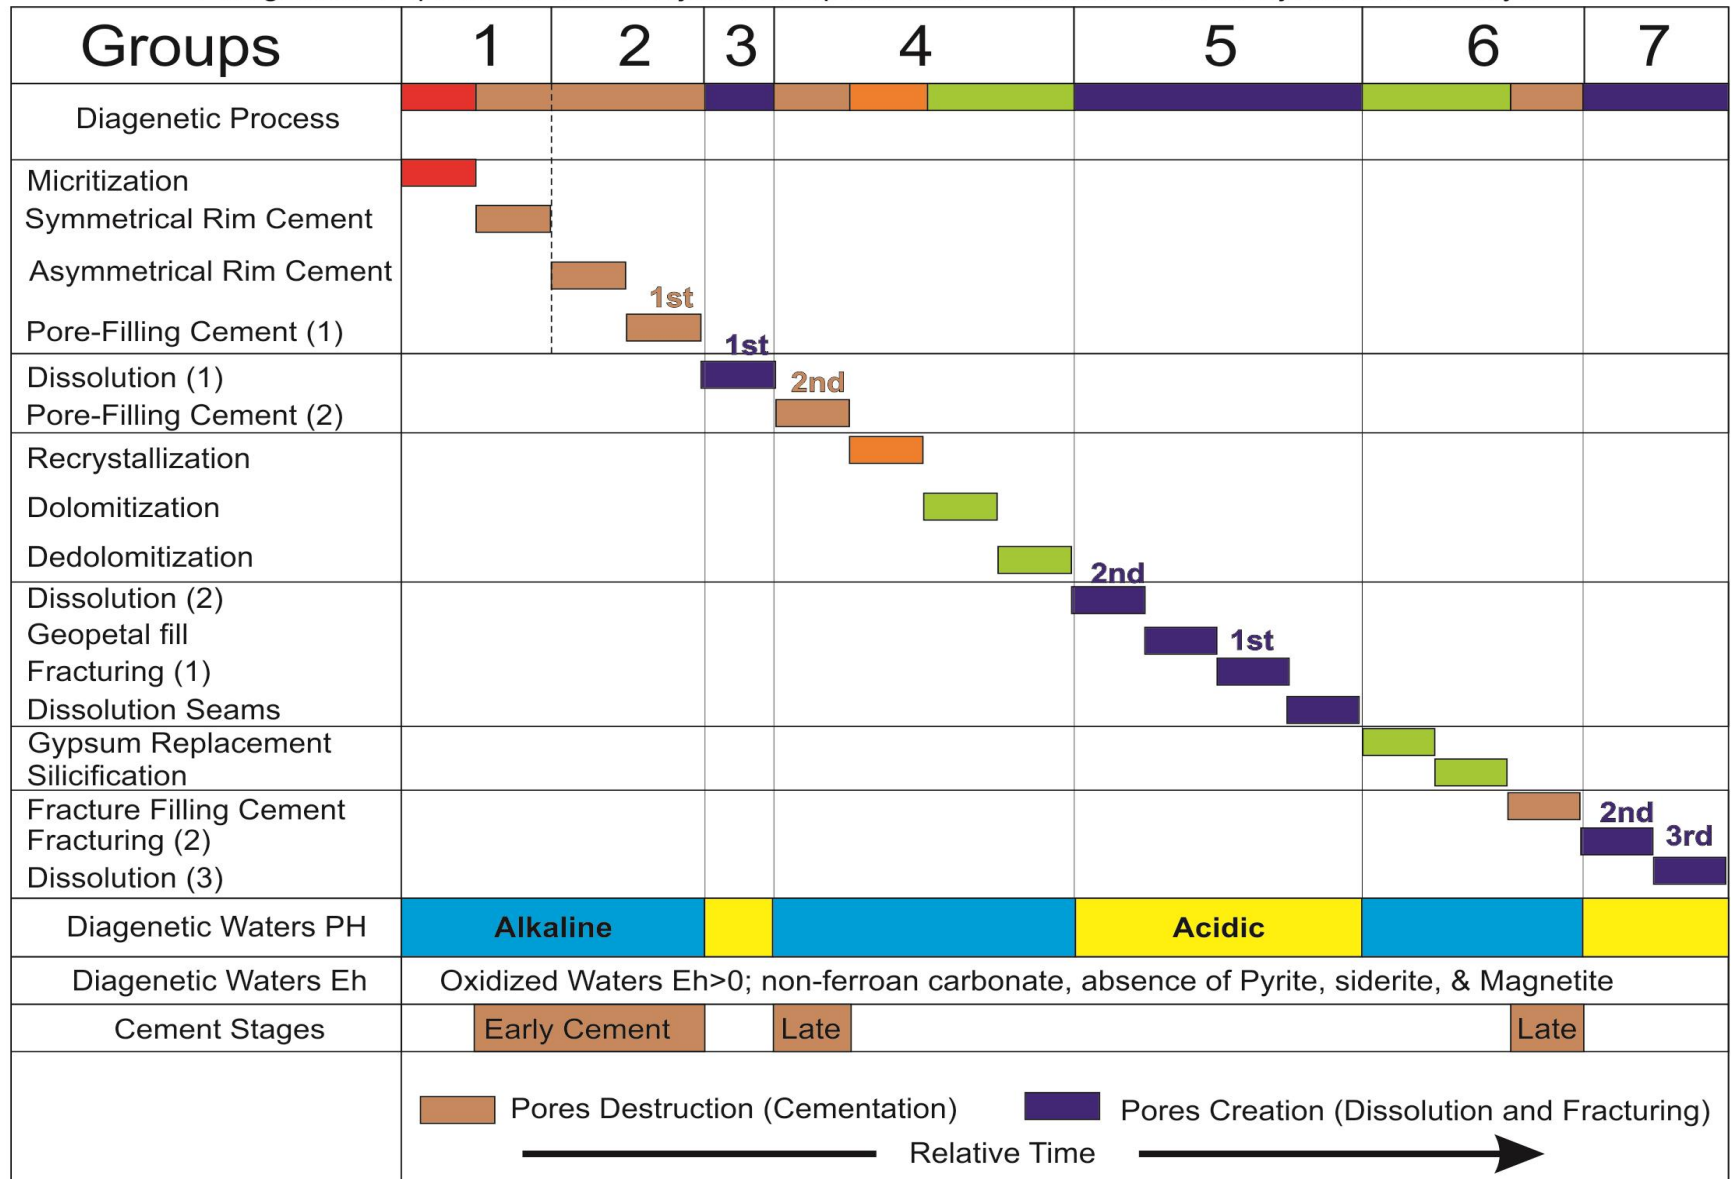 Groups 1 2 3 4 5 6 7
Diagenetic Process
Micritization
Symmetrical Rim Cement
Asymmetrical Rim Cement
1st
Pore-Filling Cement (1)
1st
Dissolution (1)
2nd
Pore-Filling Cement (2)
Recrystallization
Dolomitization
Dedolomitization
2nd
Dissolution (2)
Geopetal fill
1st
Fracturing (1)
Dissolution Seams
Gypsum Replacement
Silicification
Fracture Filling Cement
2nd
Fracturing (2)
3rd
Dissolution (3)
Diagenetic Waters PH Alkaline Acidic
Diagenetic Waters Eh Oxidized Waters Eh>0; non-ferroan carbonate, absence of Pyrite, siderite, & Magnetite
Cement Stages Early Cement Late Late
Pores Destruction (Cementation) Pores Creation (Dissolution and Fracturing)
Relative Time